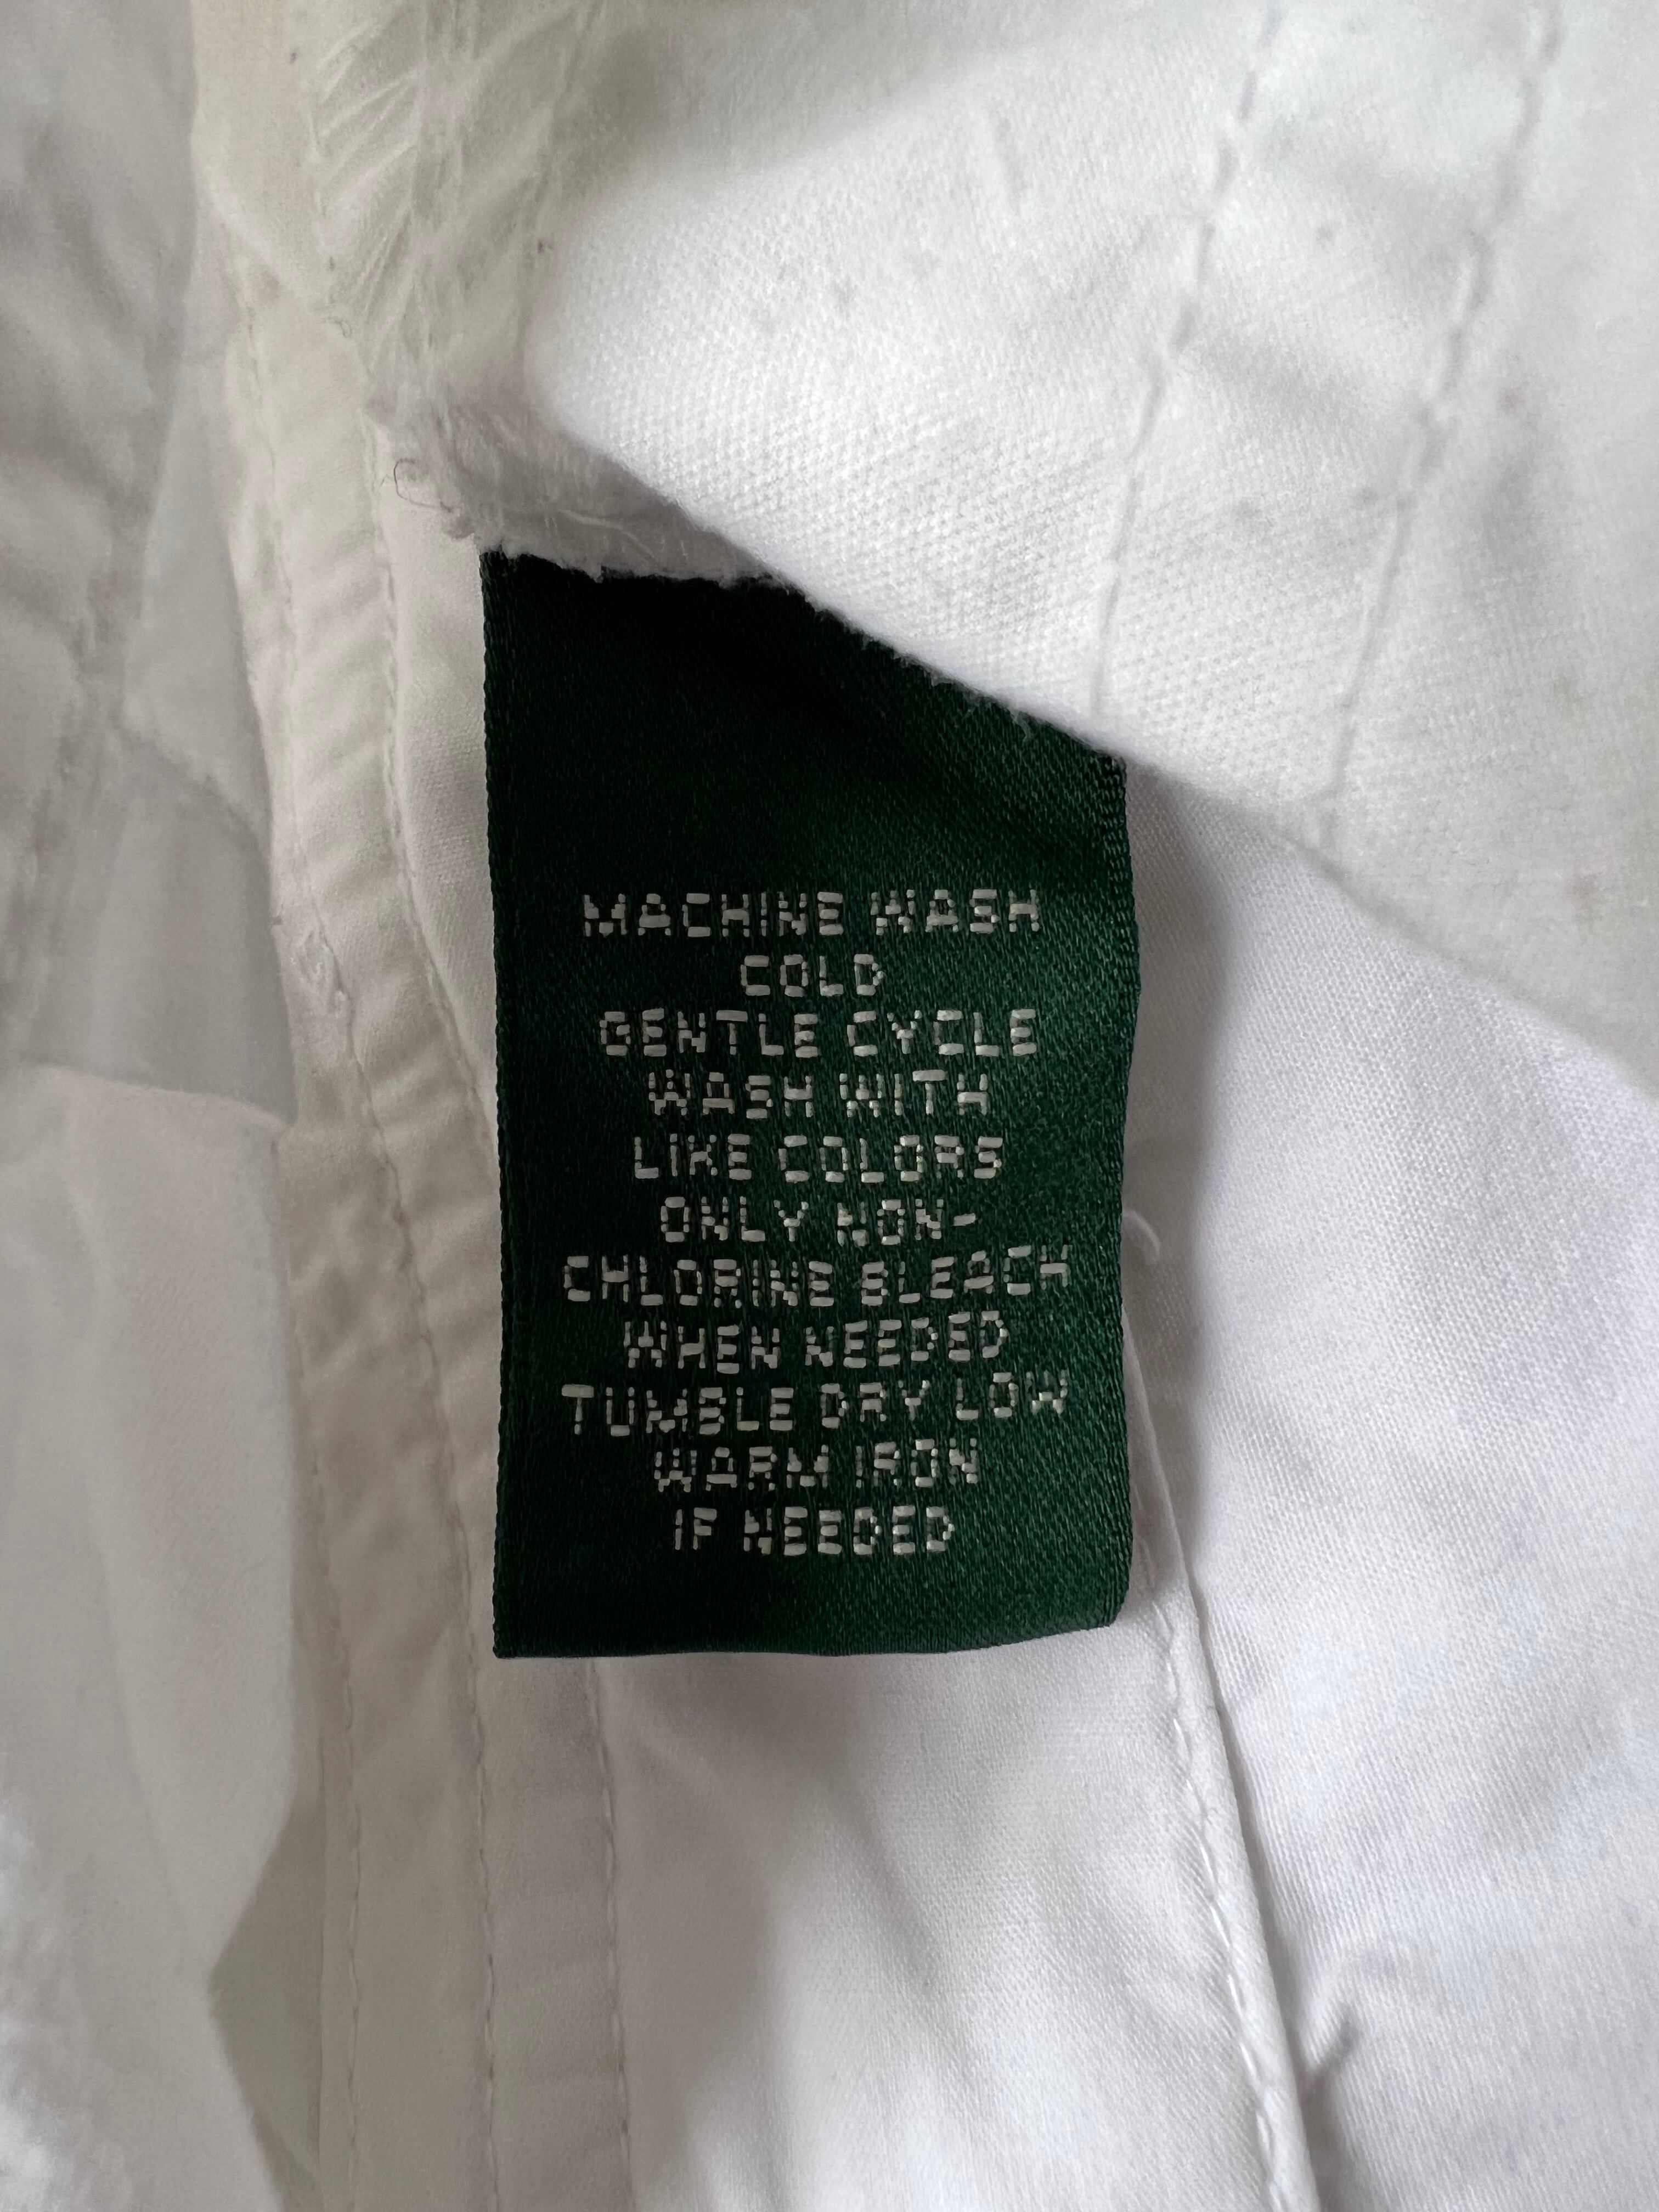 MACHINE WASH
COLD
GENTLE CYCLE
WASH WITH
LIKE COLORS
ONLY NON-
CHLORINE BLEACH
WHEN NEEDED
TUMBLE DRY LOW
WARM IRON
IF NEEDED